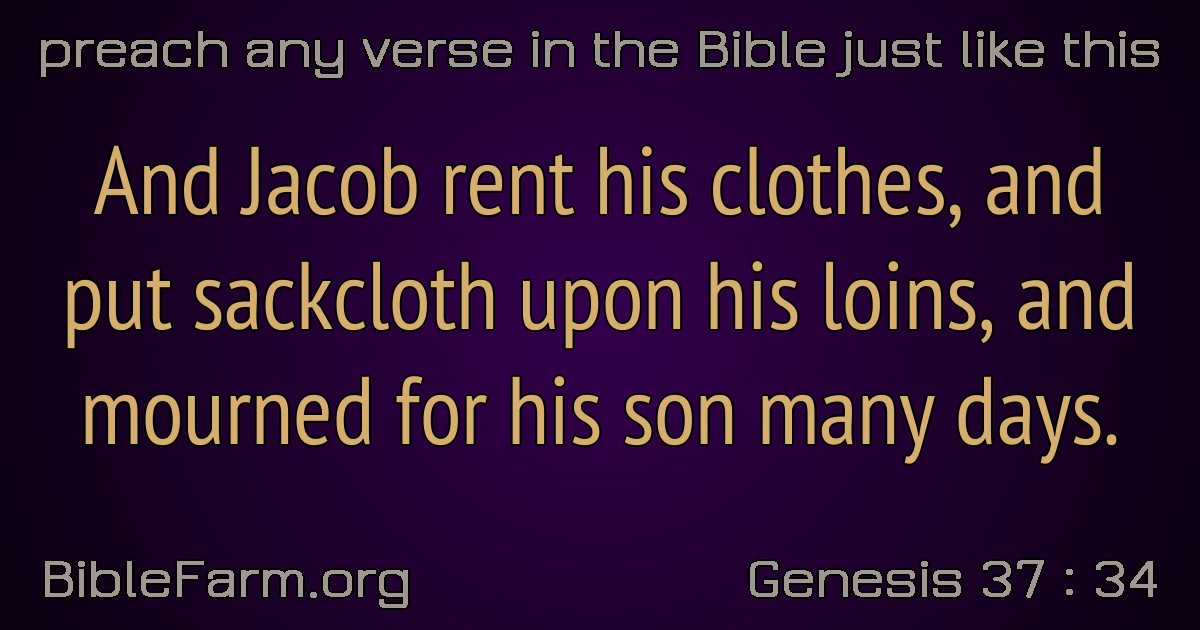 preach any verse in the Bible just like this
And Jacob rent his clothes, and
put sackcloth upon his loins, and
mourned for his son many days.
BibleFarm.org
Genesis 37 : 34